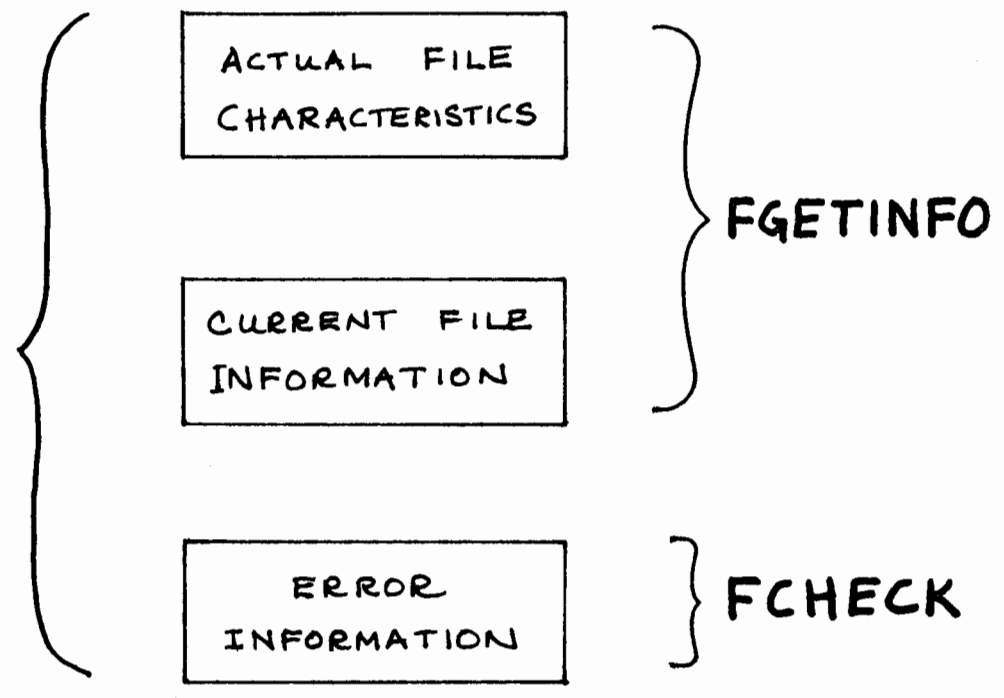 ACTUAL FILE
CHARACTERISTICS
FGETINFO
CURRENT FILE
INFORMATION
ERROR
INFORMATION
FCHECK